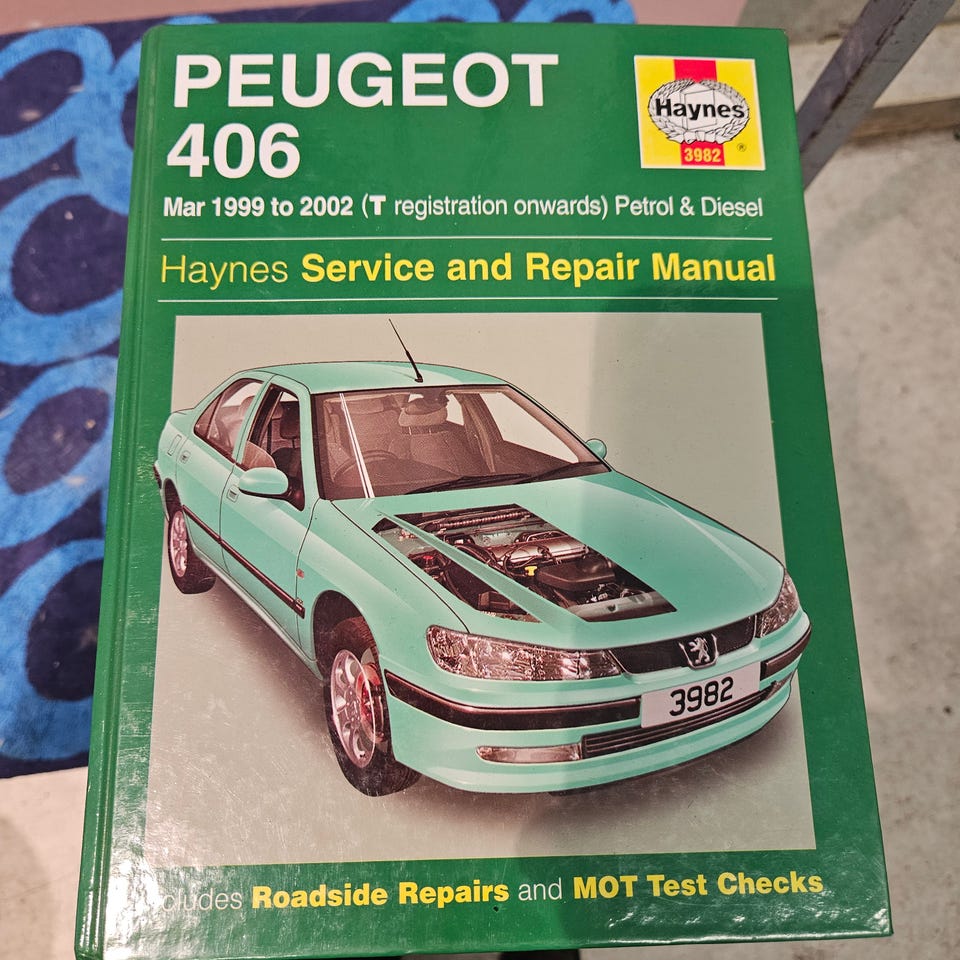 PEUGEOT
406
Haynes
®
3982
Mar 1999 to 2002 (T registration onwards) Petrol & Diesel
Haynes Service and Repair Manual
3982
Roadside Repairs and MOT Test Checks